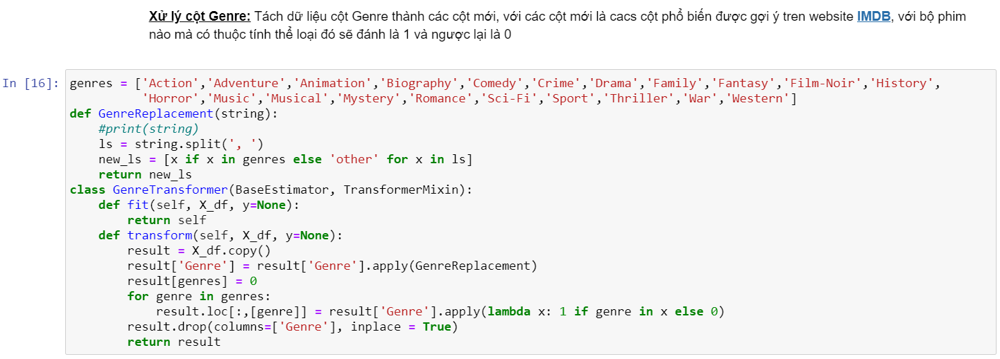 Xử lý cột Genre: Tách dữ liệu cột Genre thành các cột mới, với các cột mới là cacs cột phổ biến được gợi ý tren website IMDB, với bộ phim
nào mà có thuộc tính thể loại đó sẽ đánh là 1 và ngược lại là 0
In [16]: genres = ['Action','Adventure','Animation','Biography','Comedy','Crime','Drama','Family','Fantasy','Film-Noir','History',
          'Horror','Music','Musical','Mystery','Romance','Sci-Fi','Sport','Thriller','War','Western']
def GenreReplacement(string):
    #print(string)
    ls = string.split(', ')
    new_ls = [x if x in genres else 'other' for x in ls]
    return new_ls
class GenreTransformer(BaseEstimator, TransformerMixin):
    def fit(self, X_df, y=None):
        return self
    def transform(self, X_df, y=None):
        result = X_df.copy()
        result['Genre'] = result['Genre'].apply(GenreReplacement)
        result[genres] = 0
        for genre in genres:
            result.loc[:,[genre]] = result['Genre'].apply(lambda x: 1 if genre in x else 0)
        result.drop(columns=['Genre'], inplace = True)
        return result